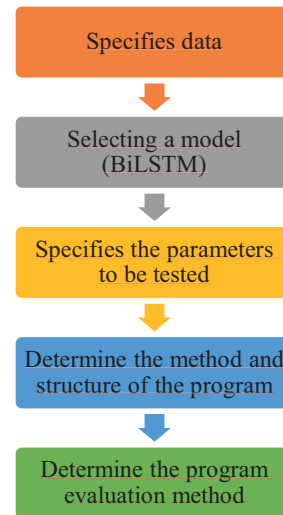 Specifies data
Selecting a model
(BiLSTM)
Specifies the parameters
to be tested
Determine the method and
structure of the program
Determine the program
evaluation method